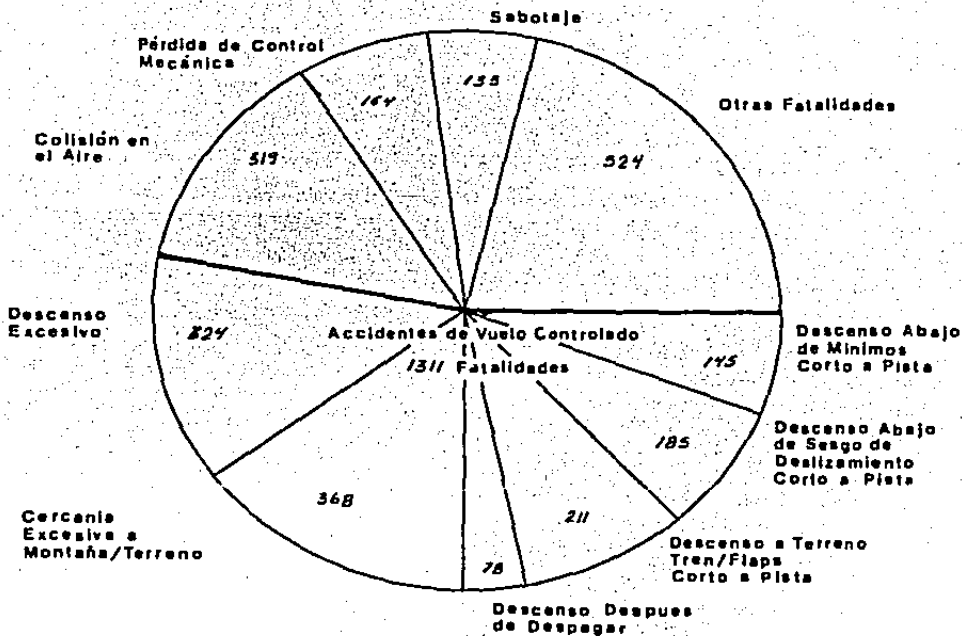 Sabotaje
135
Pérdida de Control
Mecánica
164
Otras Fatalidades
524
Colisión en
el Aire
319
Descenso
Excesivo
324
Accidentes de Vuelo Controlado
1311 Fatalidades
Descenso Abajo
de Minimos
Corto a Pista
145
Descenso Abajo
de Sesgo de
Deslizamiento
Corto a Pista
185
Cercania
Excesiva a
Montaña/Terreno
368
211
Descenso a Terreno
Tren/Flaps
Corto a Pista
78
Descenso Despues
de Despegar